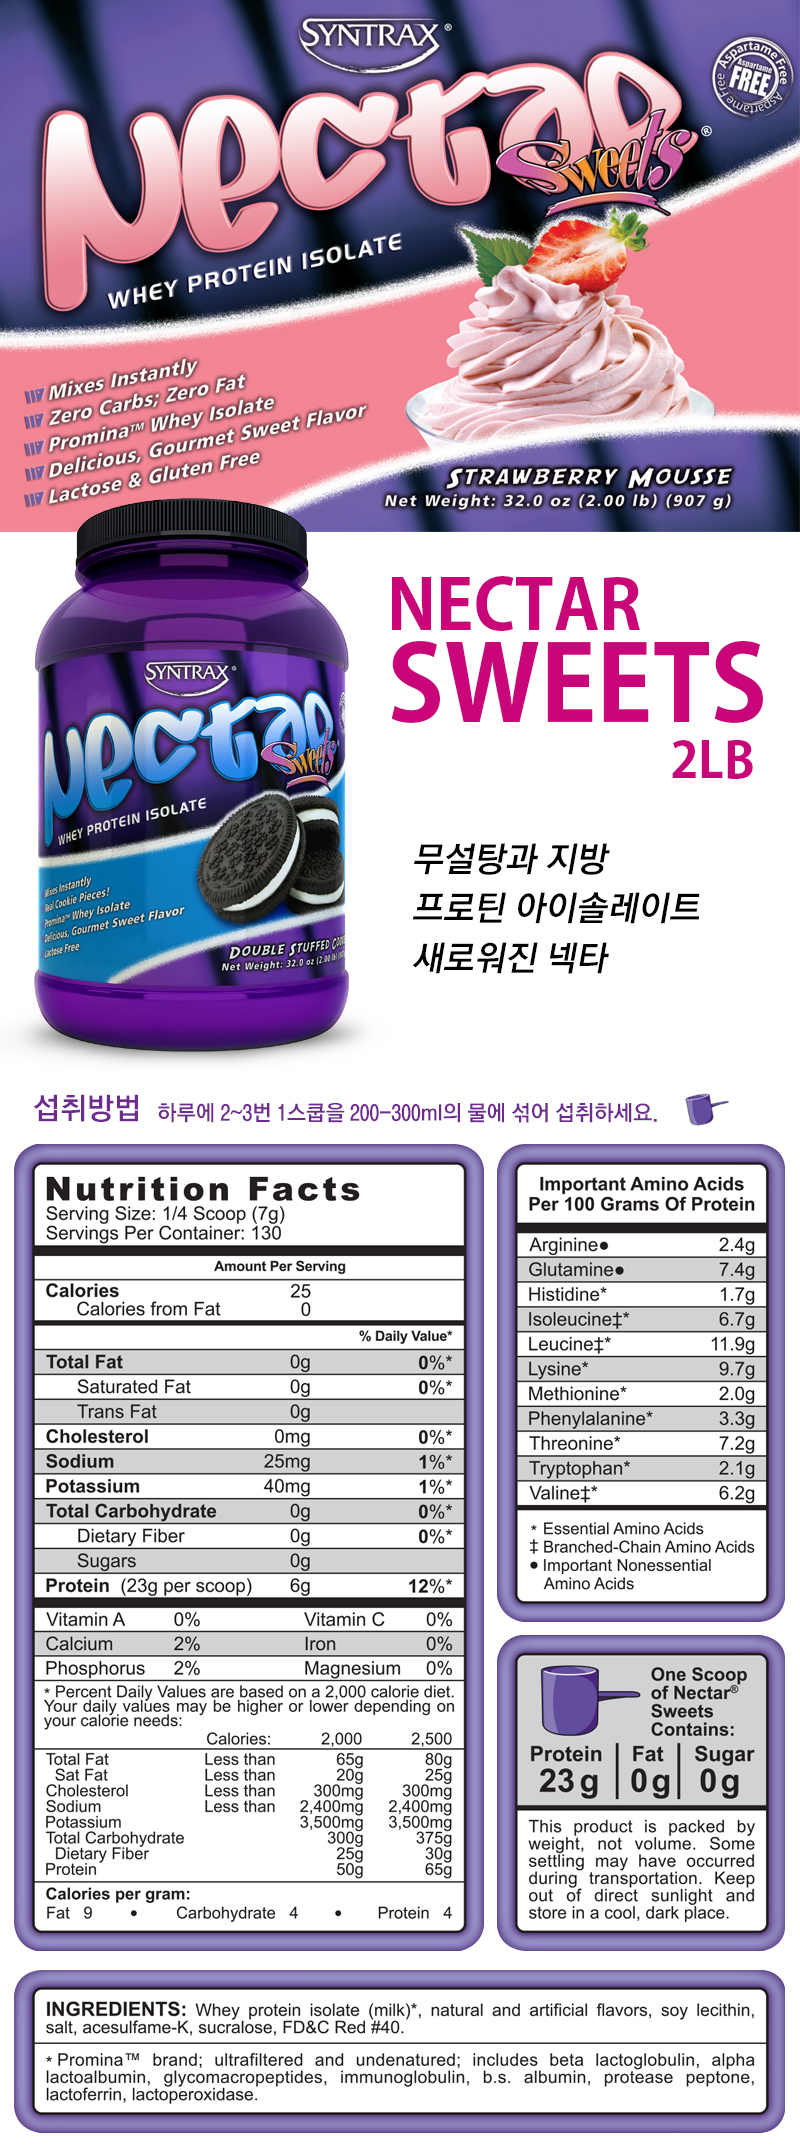 SYNTRAX®
Aspartame Free
Aspartame
FREE
Aspartame Free
Nectar
Sweets®
WHEY PROTEIN ISOLATE
Mixes Instantly
Zero Carbs; Zero Fat
Promina™ Whey Isolate
Delicious, Gourmet Sweet Flavor
Lactose & Gluten Free
STRAWBERRY MOUSSE
Net Weight: 32.0 oz (2.00 lb) (907 g)
NECTAR
SWEETS
2LB
SYNTRAX®
Nectar
Sweets
WHEY PROTEIN ISOLATE
Mixes Instantly
Real Cookie Pieces!
Promina™ Whey Isolate
Delicious, Gourmet Sweet Flavor
Lactose Free
DOUBLE STUFFED
Net Weight: 32.0 oz (2.00 lb)
무설탕과 지방
프로틴 아이솔레이트
새로워진 넥타
섭취방법 하루에 2~3번 1스쿱을 200-300ml의 물에 섞어 섭취하세요.
Nutrition Facts
Serving Size: 1/4 Scoop (7g)
Servings Per Container: 130
Amount Per Serving
Calories 25
Calories from Fat 0
% Daily Value*
Total Fat 0g 0%*
Saturated Fat 0g 0%*
Trans Fat 0g
Cholesterol 0mg 0%*
Sodium 25mg 1%*
Potassium 40mg 1%*
Total Carbohydrate 0g 0%*
Dietary Fiber 0g 0%*
Sugars 0g
Protein (23g per scoop) 6g 12%*
Vitamin A 0% Vitamin C 0%
Calcium 2% Iron 0%
Phosphorus 2% Magnesium 0%
* Percent Daily Values are based on a 2,000 calorie diet.
Your daily values may be higher or lower depending on
your calorie needs:
Calories: 2,000 2,500
Total Fat Less than 65g 80g
Sat Fat Less than 20g 25g
Cholesterol Less than 300mg 300mg
Sodium Less than 2,400mg 2,400mg
Potassium 3,500mg 3,500mg
Total Carbohydrate 300g 375g
Dietary Fiber 25g 30g
Protein 50g 65g
Calories per gram:
Fat 9 • Carbohydrate 4 • Protein 4
Important Amino Acids
Per 100 Grams Of Protein
Arginine● 2.4g
Glutamine● 7.4g
Histidine* 1.7g
Isoleucine‡* 6.7g
Leucine‡* 11.9g
Lysine* 9.7g
Methionine* 2.0g
Phenylalanine* 3.3g
Threonine* 7.2g
Tryptophan* 2.1g
Valine‡* 6.2g
* Essential Amino Acids
‡ Branched-Chain Amino Acids
● Important Nonessential
Amino Acids
One Scoop
of Nectar®
Sweets
Contains:
Protein Fat Sugar
23g 0g 0g
This product is packed by
weight, not volume. Some
settling may have occurred
during transportation. Keep
out of direct sunlight and
store in a cool, dark place.
INGREDIENTS: Whey protein isolate (milk)*, natural and artificial flavors, soy lecithin,
salt, acesulfame-K, sucralose, FD&C Red #40.
* Promina™ brand; ultrafiltered and undenatured; includes beta lactoglobulin, alpha
lactoalbumin, glycomacropeptides, immunoglobulin, b.s. albumin, protease peptone,
lactoferrin, lactoperoxidase.